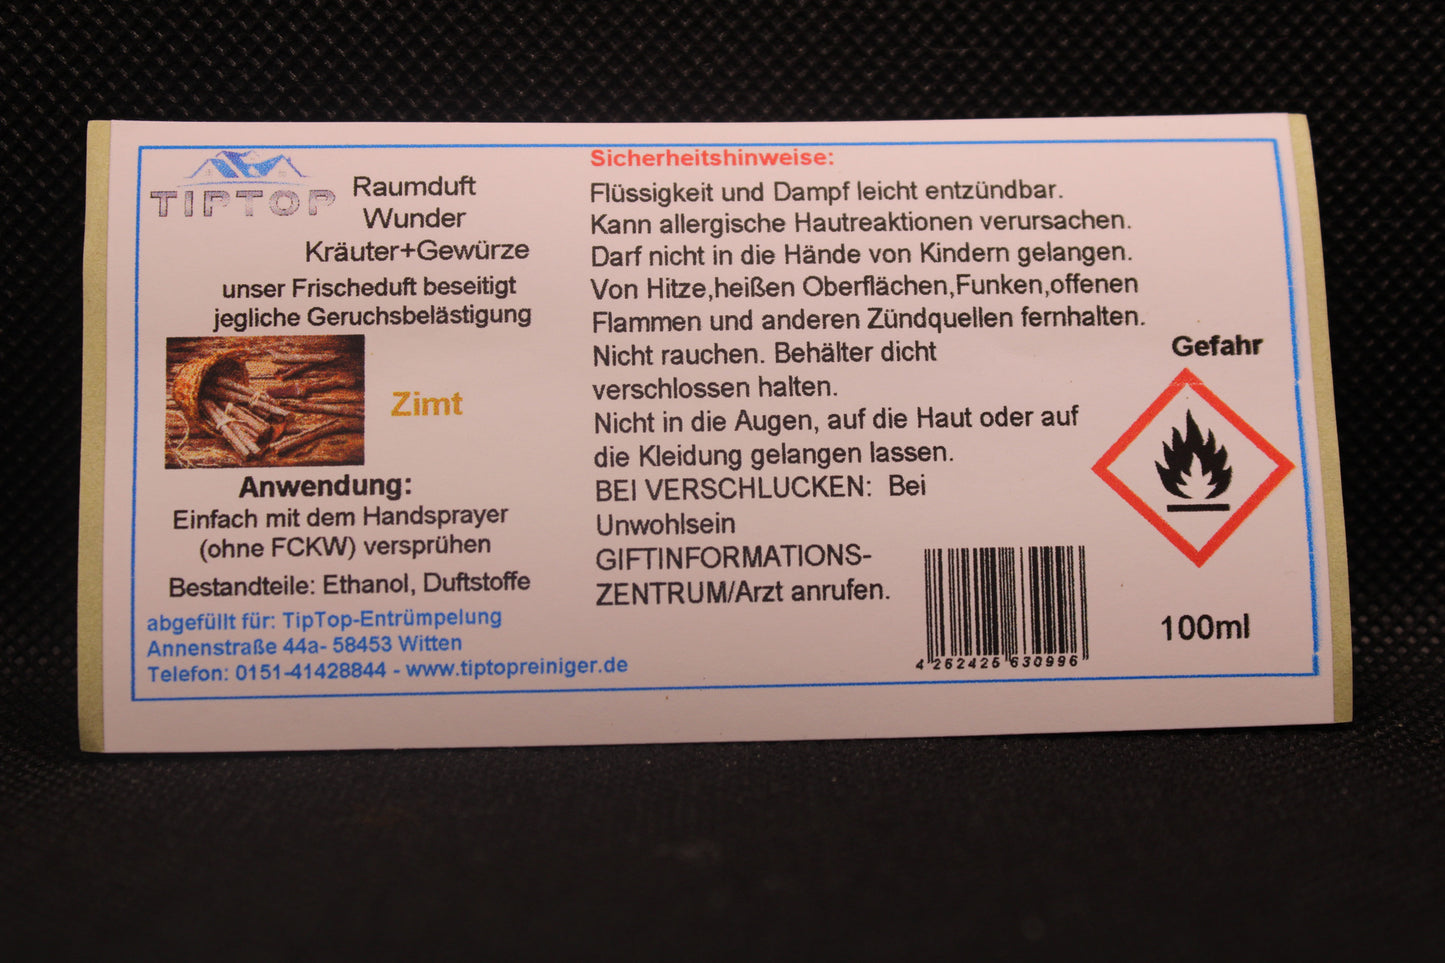 TIPTOP
Raumduft
Wunder
Kräuter+Gewürze
unser Frischeduft beseitigt
jegliche Geruchsbelästigung
Zimt
Anwendung:
Einfach mit dem Handsprayer
(ohne FCKW) versprühen
Bestandteile: Ethanol, Duftstoffe
abgefüllt für: TipTop-Entrümpelung
Annenstraße 44a- 58453 Witten
Telefon: 0151-41428844 - www.tiptopreiniger.de
Sicherheitshinweise:
Flüssigkeit und Dampf leicht entzündbar.
Kann allergische Hautreaktionen verursachen.
Darf nicht in die Hände von Kindern gelangen.
Von Hitze,heißen Oberflächen,Funken,offenen
Flammen und anderen Zündquellen fernhalten.
Nicht rauchen. Behälter dicht
verschlossen halten.
Nicht in die Augen, auf die Haut oder auf
die Kleidung gelangen lassen.
BEI VERSCHLUCKEN: Bei
Unwohlsein
GIFTINFORMATIONS-
ZENTRUM/Arzt anrufen.
4 262425 630996
Gefahr
100ml